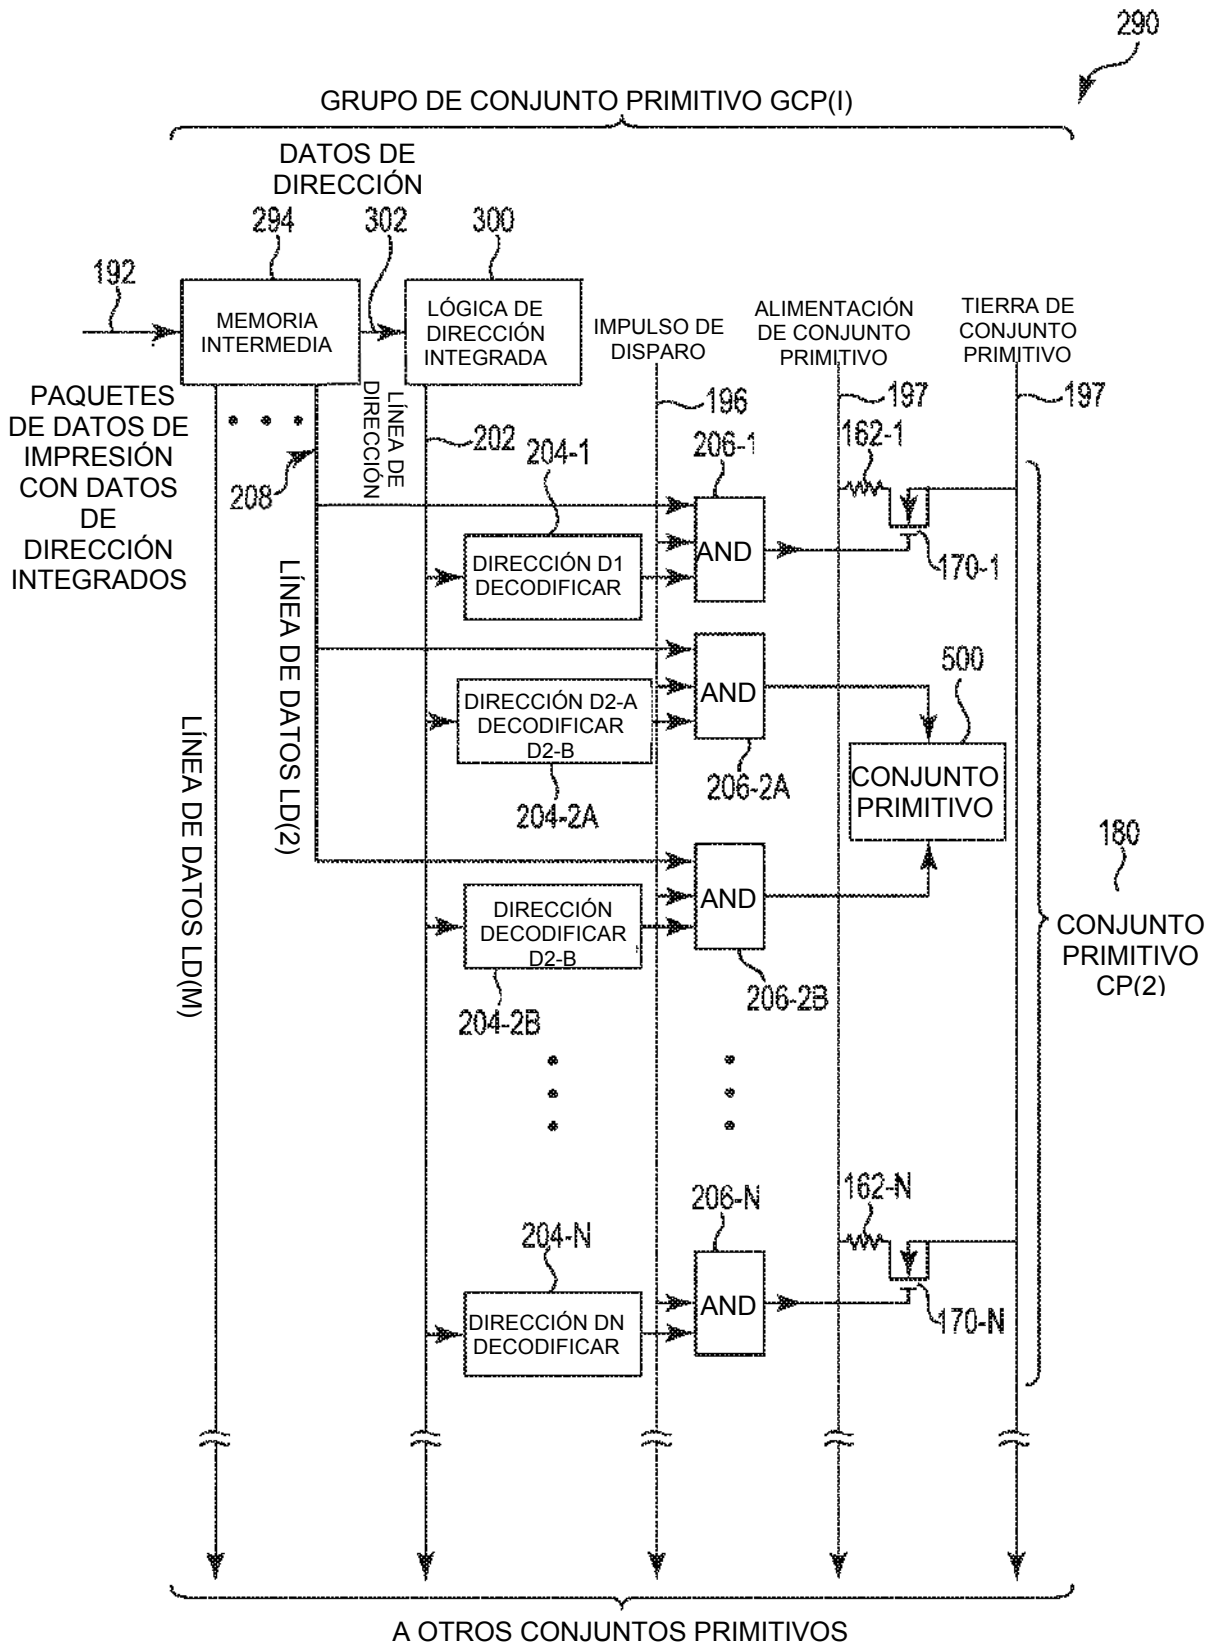 290
GRUPO DE CONJUNTO PRIMITIVO GCP(I)
DATOS DE
DIRECCIÓN
294
302
300
192
MEMORIA
INTERMEDIA
LÓGICA DE
DIRECCIÓN
INTEGRADA
IMPULSO DE
DISPARO
ALIMENTACIÓN
DE CONJUNTO
PRIMITIVO
TIERRA DE
CONJUNTO
PRIMITIVO
PAQUETES
DE DATOS DE
IMPRESIÓN
CON DATOS
DE
DIRECCIÓN
INTEGRADOS
208
LÍNEA DE
DIRECCIÓN
202
196
197
197
204-1
206-1
162-1
DIRECCIÓN D1
DECODIFICAR
AND
170-1
LÍNEA DE DATOS LD(2)
LÍNEA DE DATOS LD(M)
DIRECCIÓN D2-A
DECODIFICAR
D2-B
204-2A
AND
206-2A
500
CONJUNTO
PRIMITIVO
180
CONJUNTO
PRIMITIVO
CP(2)
DIRECCIÓN
DECODIFICAR
D2-B
204-2B
AND
206-2B
204-N
206-N
162-N
DIRECCIÓN DN
DECODIFICAR
AND
170-N
A OTROS CONJUNTOS PRIMITIVOS